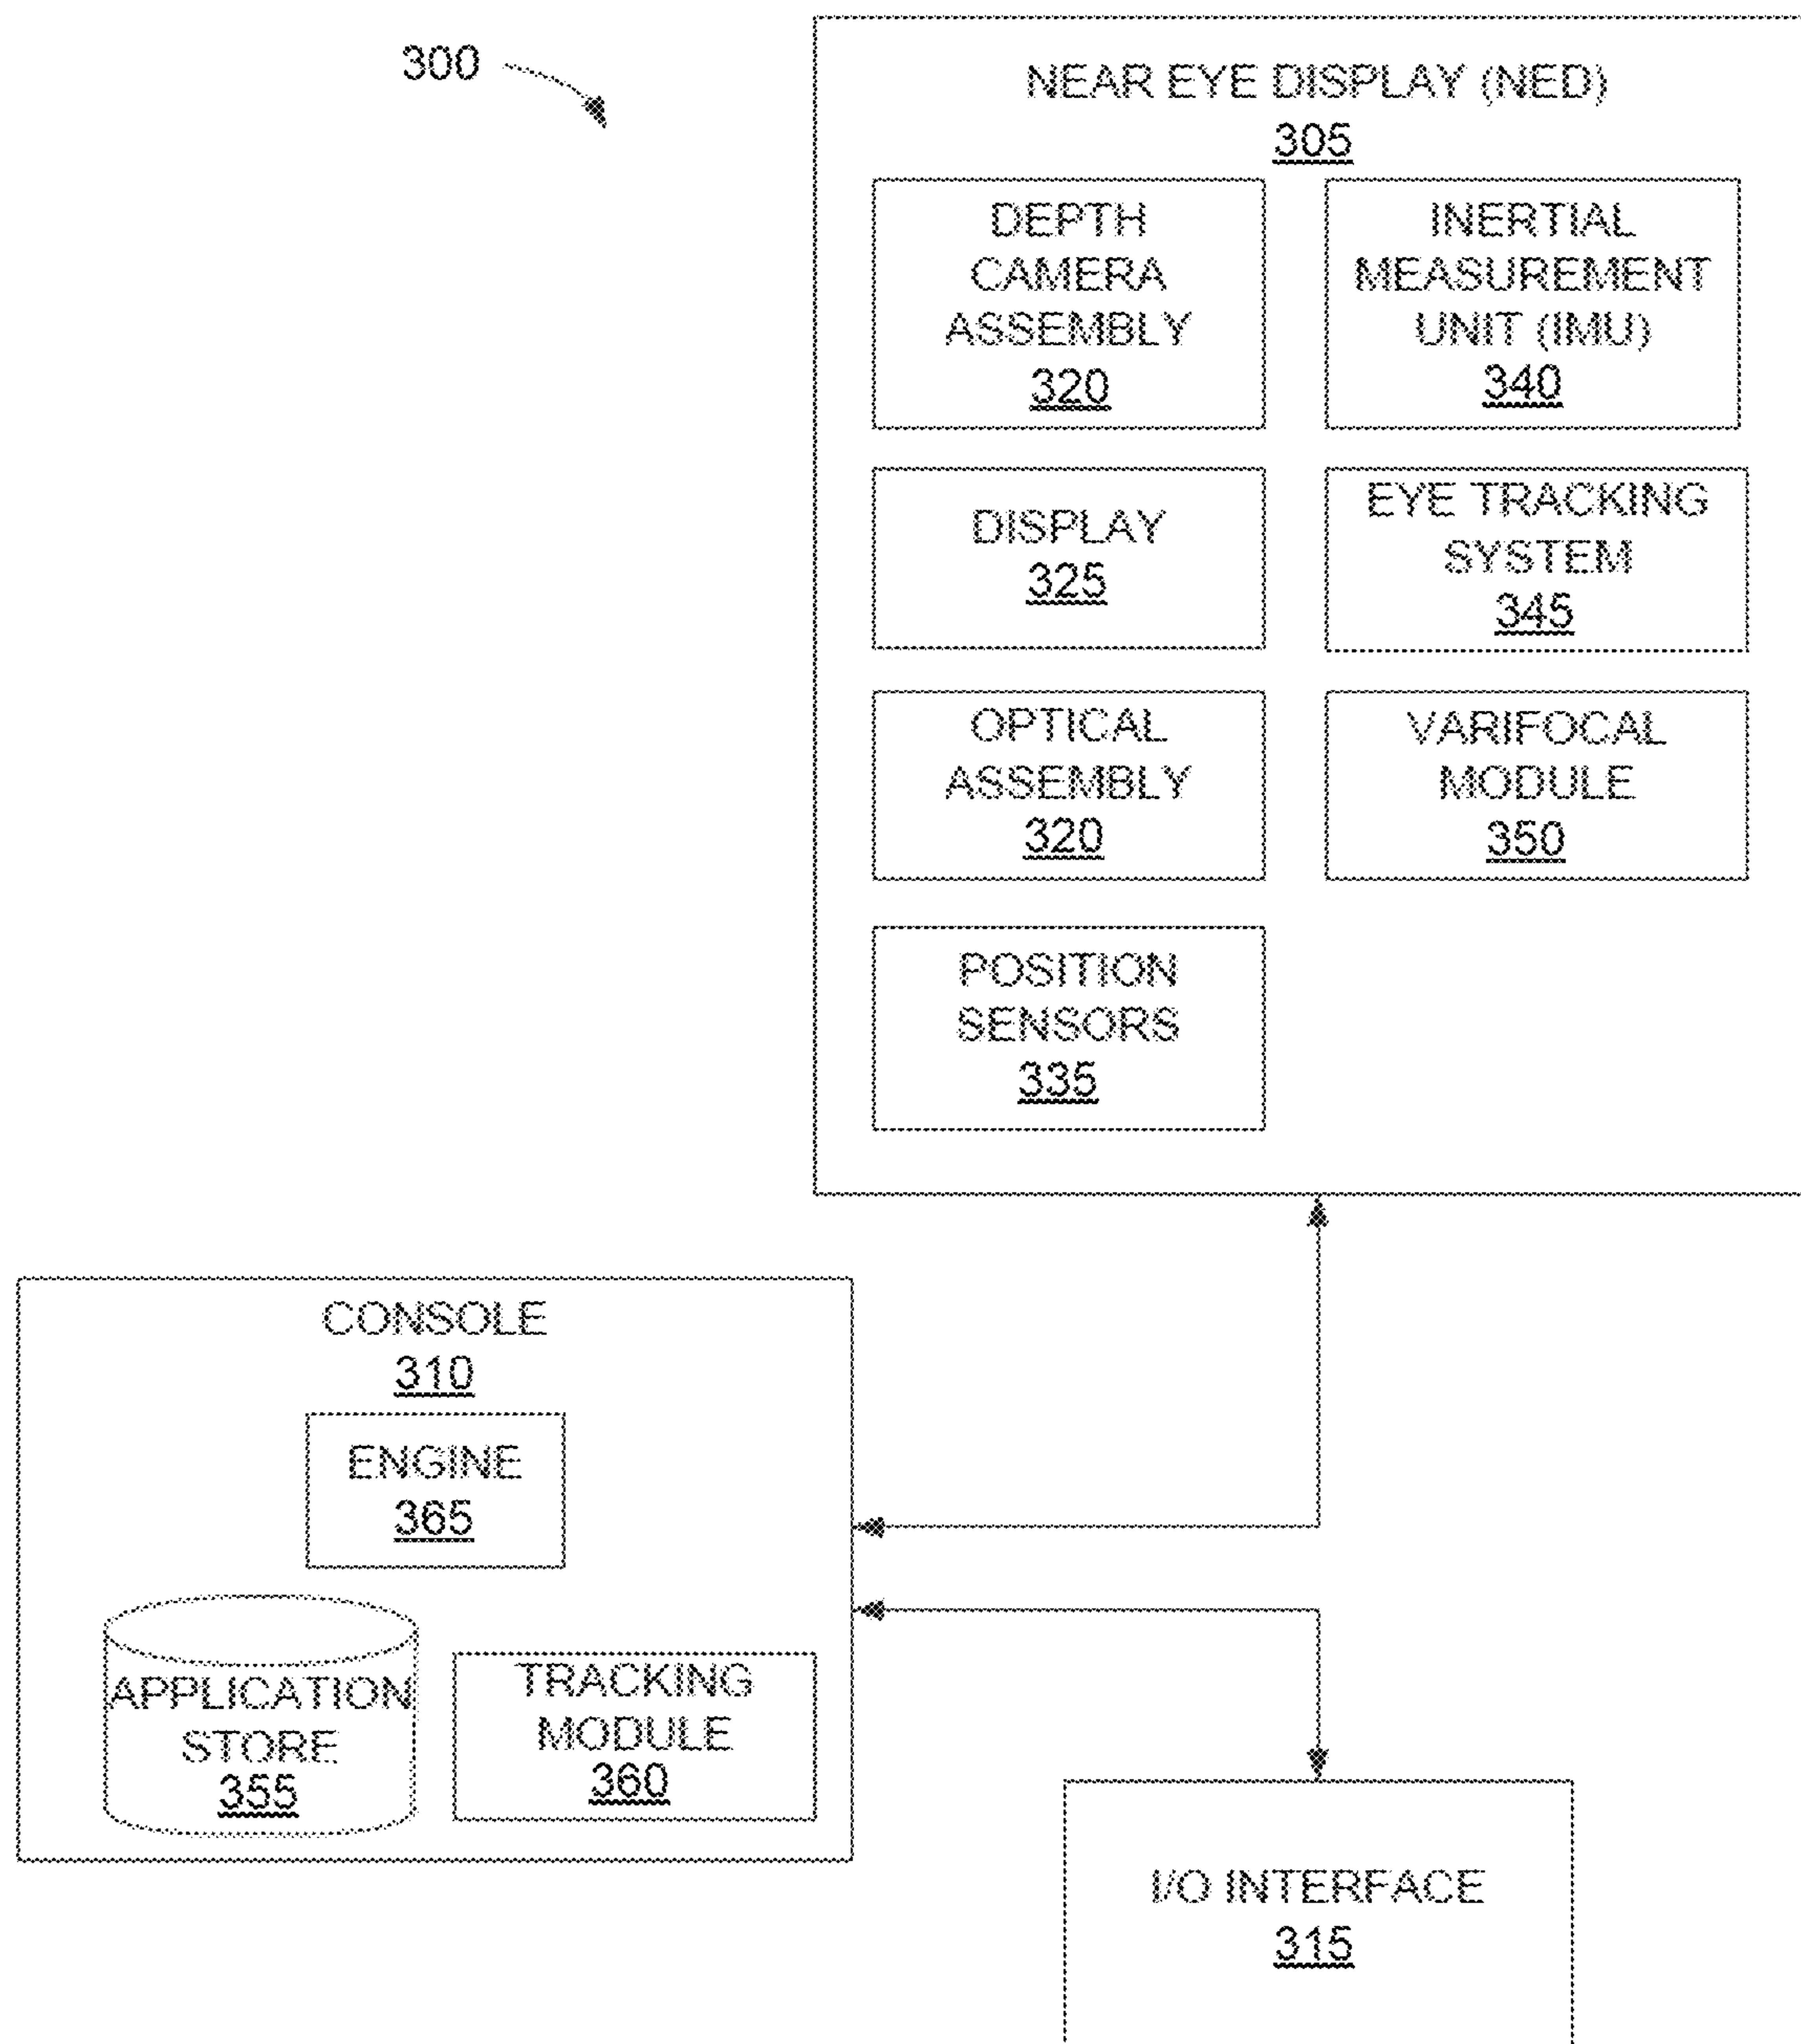 300
NEAR EYE DISPLAY (NED)
305
DEPTH
CAMERA
ASSEMBLY
320
INERTIAL
MEASUREMENT
UNIT (IMU)
340
DISPLAY
325
EYE TRACKING
SYSTEM
345
OPTICAL
ASSEMBLY
320
VARIFOCAL
MODULE
350
POSITION
SENSORS
335
CONSOLE
310
ENGINE
365
APPLICATION
STORE
355
TRACKING
MODULE
360
I/O INTERFACE
315